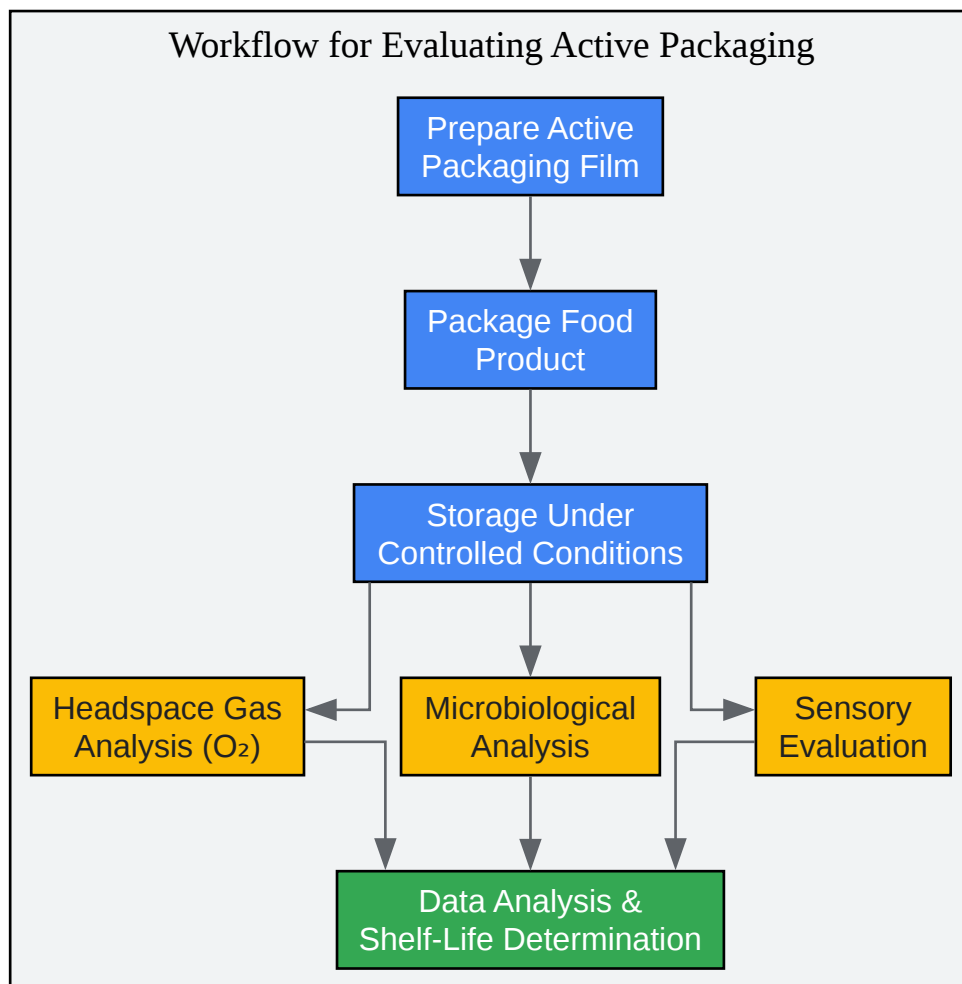 Workflow for Evaluating Active Packaging
Prepare Active
Packaging Film
Package Food
Product
Storage Under
Controlled Conditions
Headspace Gas
Analysis (O₂)
Microbiological
Analysis
Sensory
Evaluation
Data Analysis &
Shelf-Life Determination